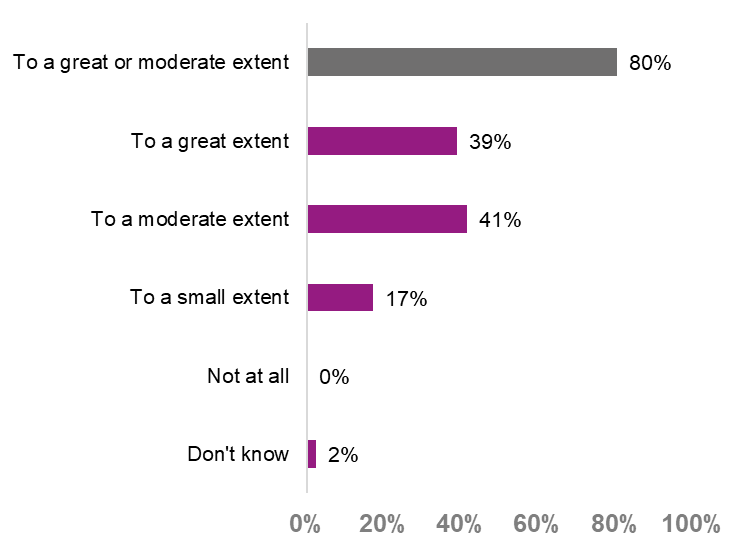 To a great or moderate extent 80%
To a great extent 39%
To a moderate extent 41%
To a small extent 17%
Not at all 0%
Don't know 2%
0% 20% 40% 60% 80% 100%